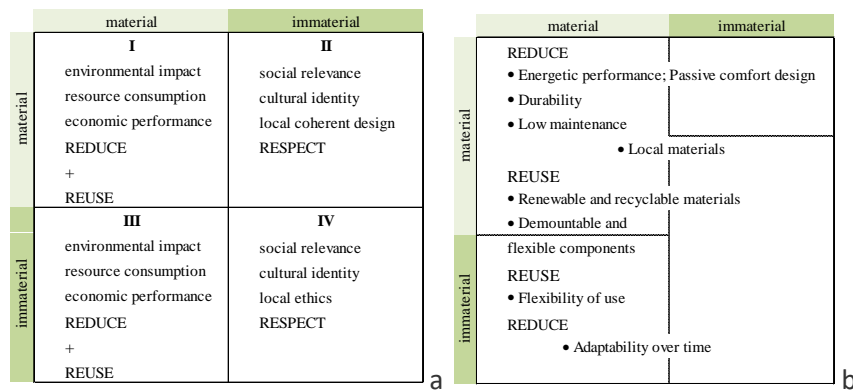 material immaterial
material
I
environmental impact
resource consumption
economic performance
REDUCE
+
REUSE
II
social relevance
cultural identity
local coherent design
RESPECT
immaterial
III
environmental impact
resource consumption
economic performance
REDUCE
+
REUSE
IV
social relevance
cultural identity
local ethics
RESPECT
a
material immaterial
material
REDUCE
• Energetic performance; Passive comfort design
• Durability
• Low maintenance
• Local materials
REUSE
• Renewable and recyclable materials
• Demountable and
immaterial
flexible components
REUSE
• Flexibility of use
REDUCE
• Adaptability over time
b